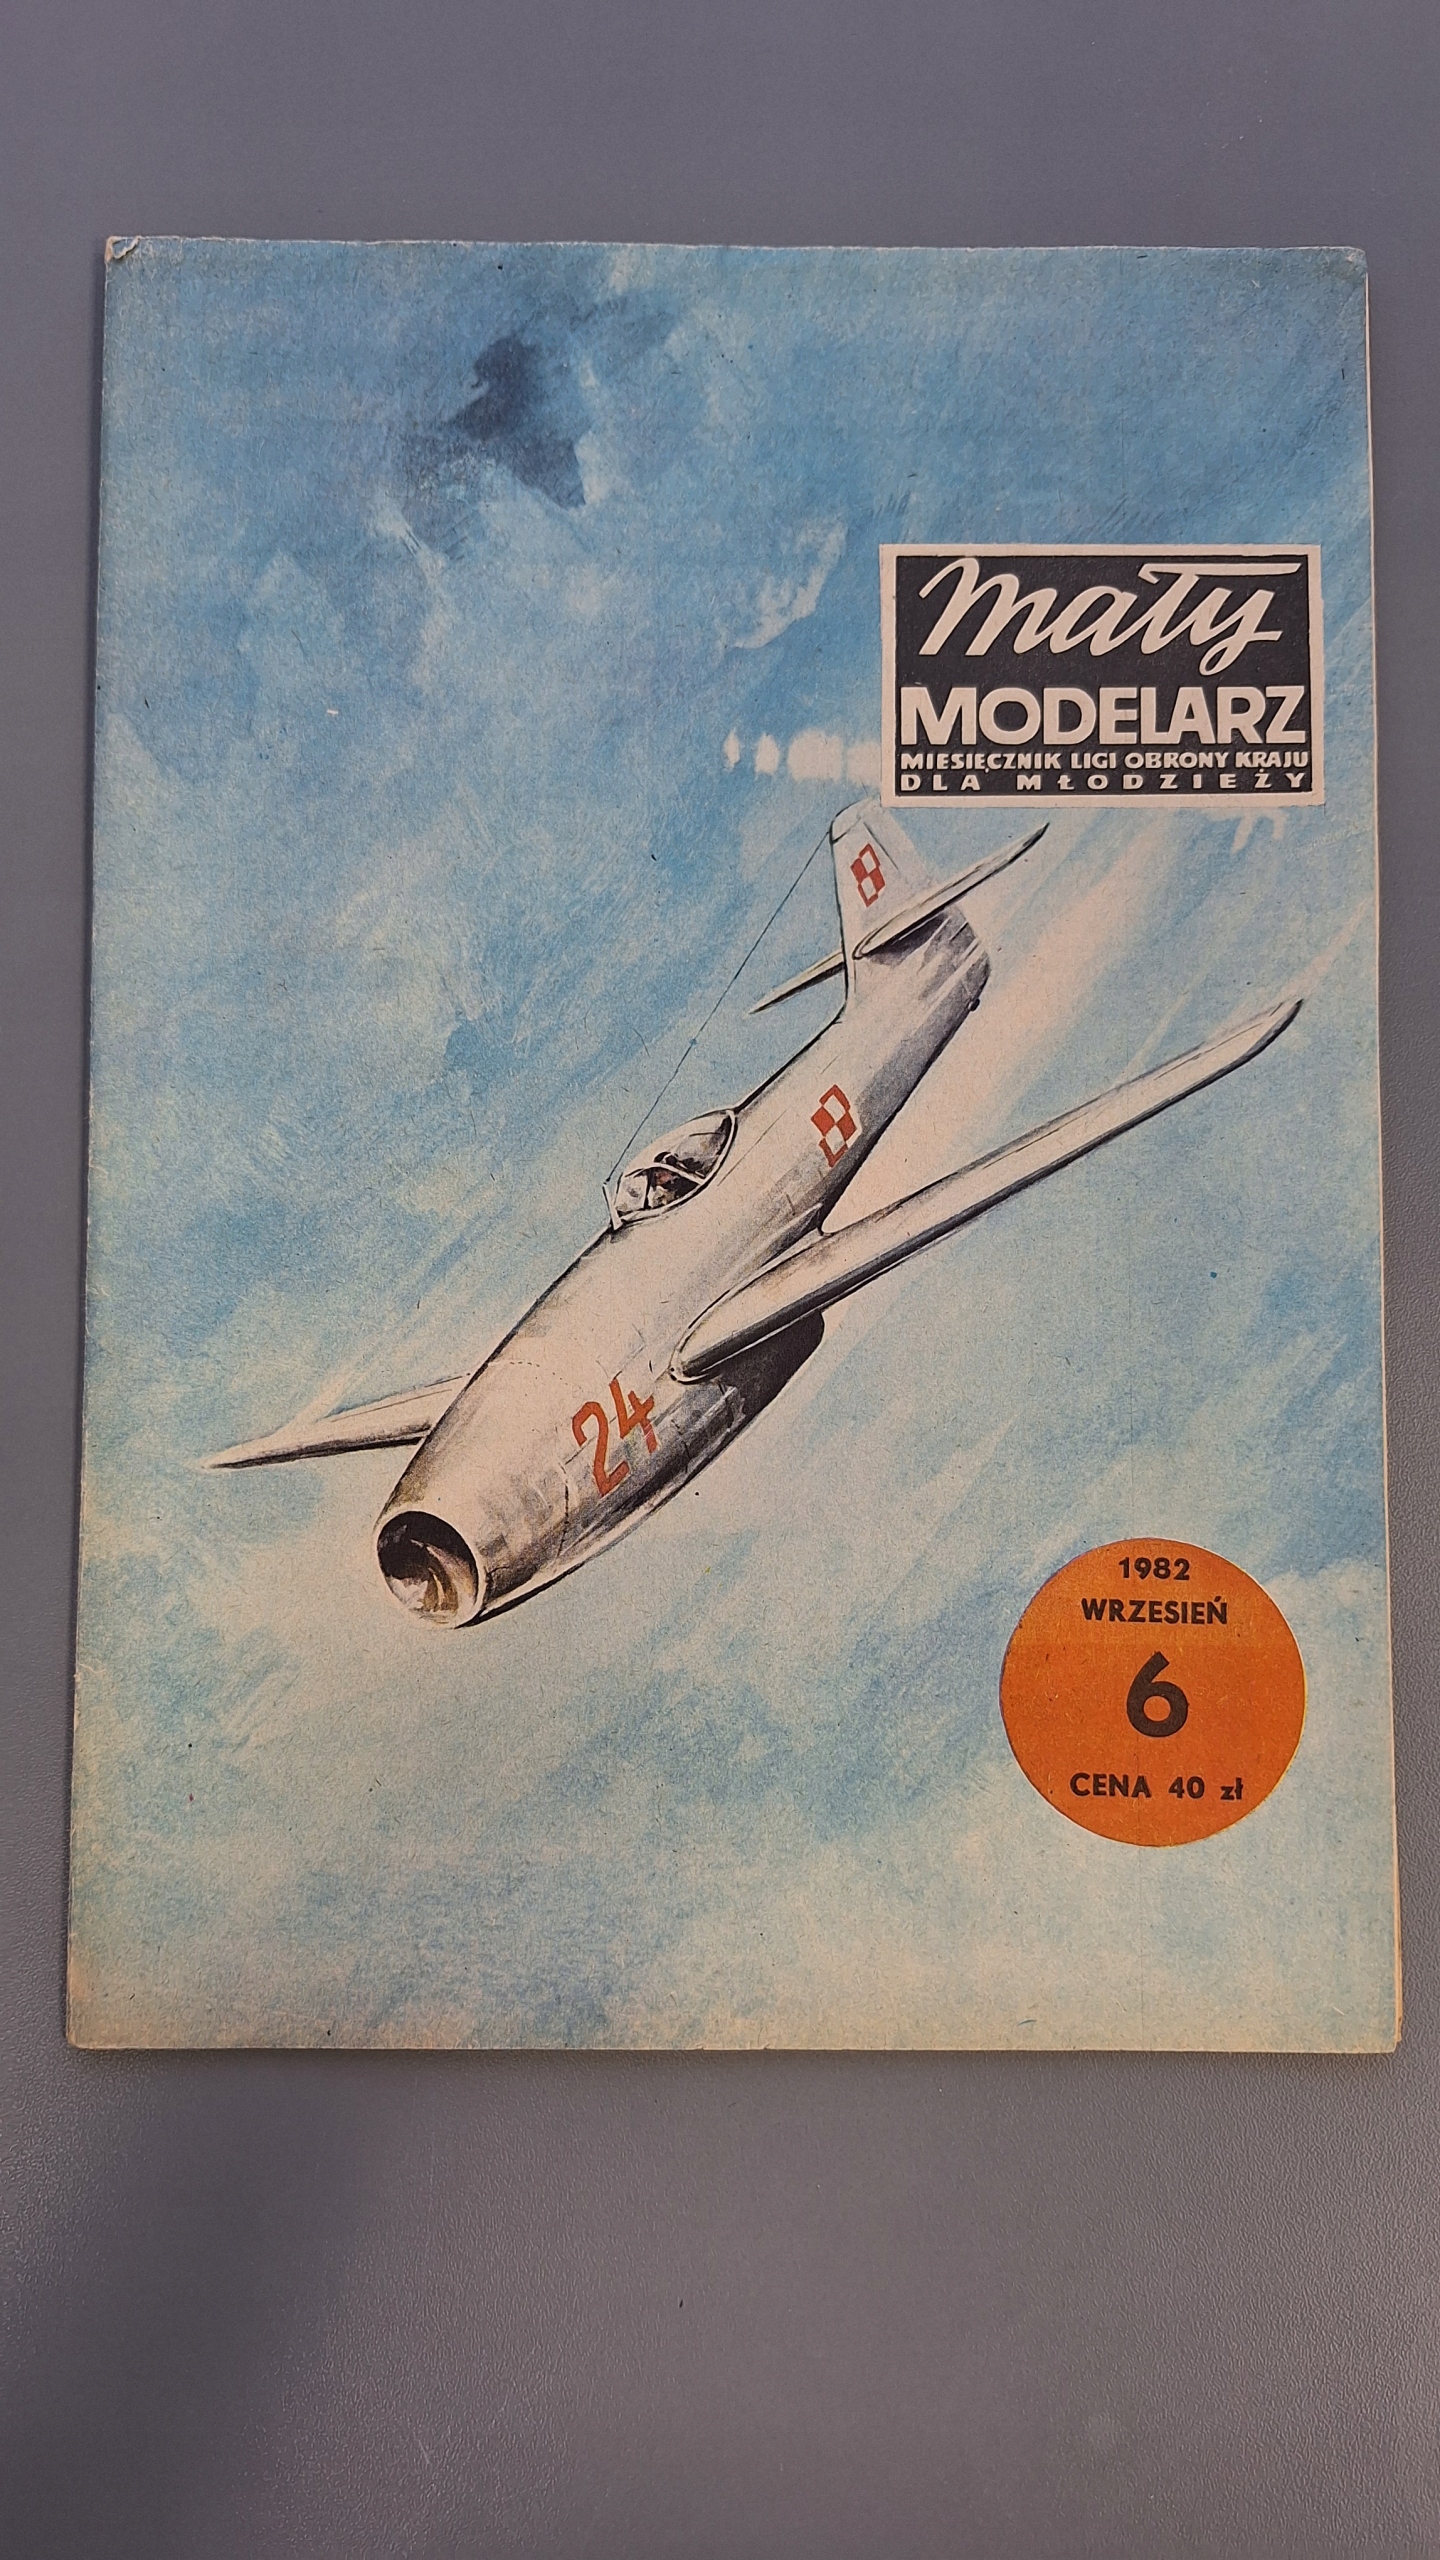 Mały
MODELARZ
MIESIĘCZNIK LIGI OBRONY KRAJU
DLA MŁODZIEŻY
24
1982
WRZESIEŃ
6
CENA 40 zł